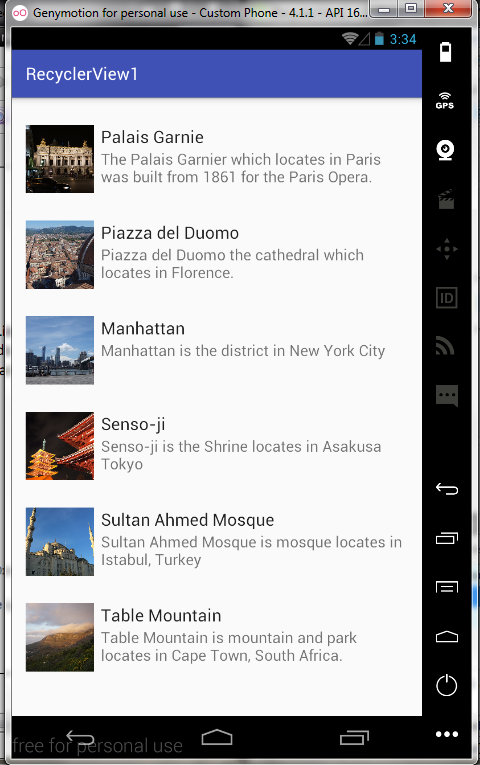 Genymotion for personal use - Custom Phone - 4.1.1 - API 16...
3:34
RecyclerView1
GPS
Palais Garnie
The Palais Garnier which locates in Paris
was built from 1861 for the Paris Opera.
Piazza del Duomo
Piazza del Duomo the cathedral which
locates in Florence.
ID
Manhattan
Manhattan is the district in New York City
Senso-ji
Senso-ji is the Shrine locates in Asakusa
Tokyo
Sultan Ahmed Mosque
Sultan Ahmed Mosque is mosque locates in
Istabul, Turkey
Table Mountain
Table Mountain is mountain and park
locates in Cape Town, South Africa.
free for personal use